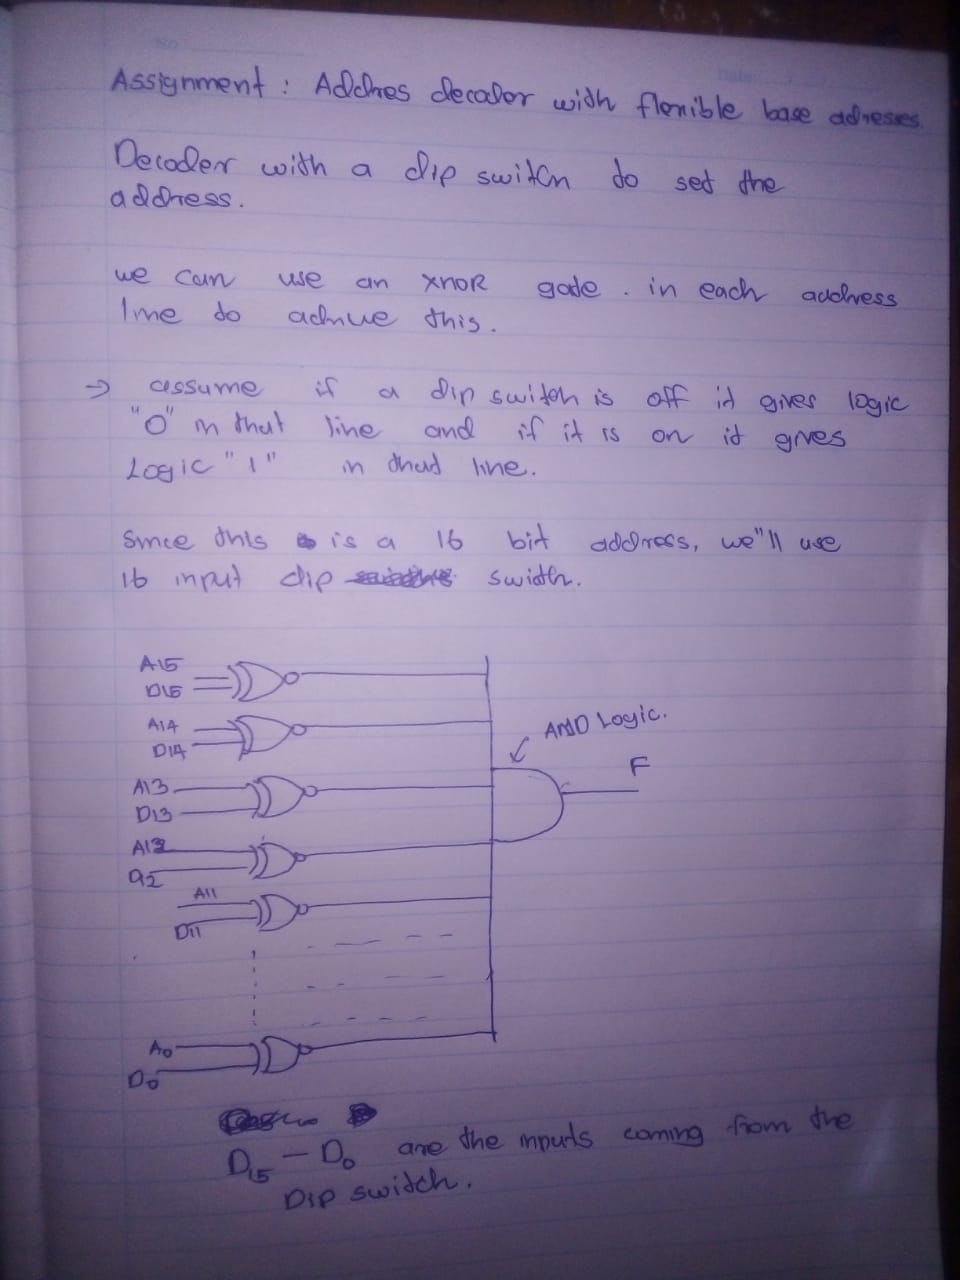 Assignment : Addres decoder with flexible base adresses.
Decoder with a dip switch to set the
address.
we can use an XNOR gate . in each address
line to achive this.
→ assume if a dip switch is off it gives logic
"0" in that line and if it is on it gives
Logic "1" in that line.
Since this is a 16 bit address, we"ll use
16 input dip switch.
A15
D15
A14
D14
AND Logic.
F
A13
D13
A12
D12
A11
D11
A0
D0
D15 - D0 are the inputs coming from the
DIP switch.